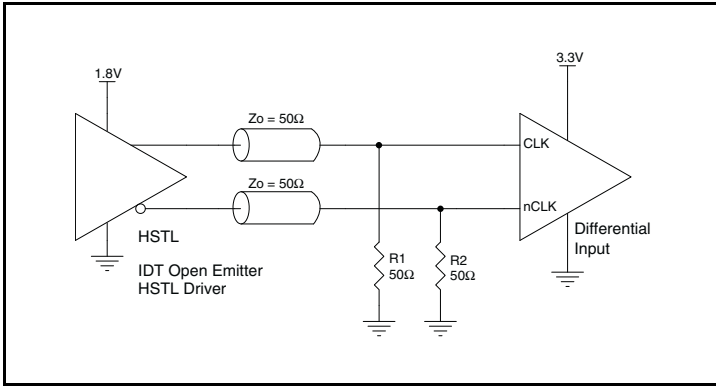 1.8V
3.3V
Zo = 50Ω
CLK
Zo = 50Ω
nCLK
HSTL
Differential
Input
IDT Open Emitter
HSTL Driver
R1
50Ω
R2
50Ω